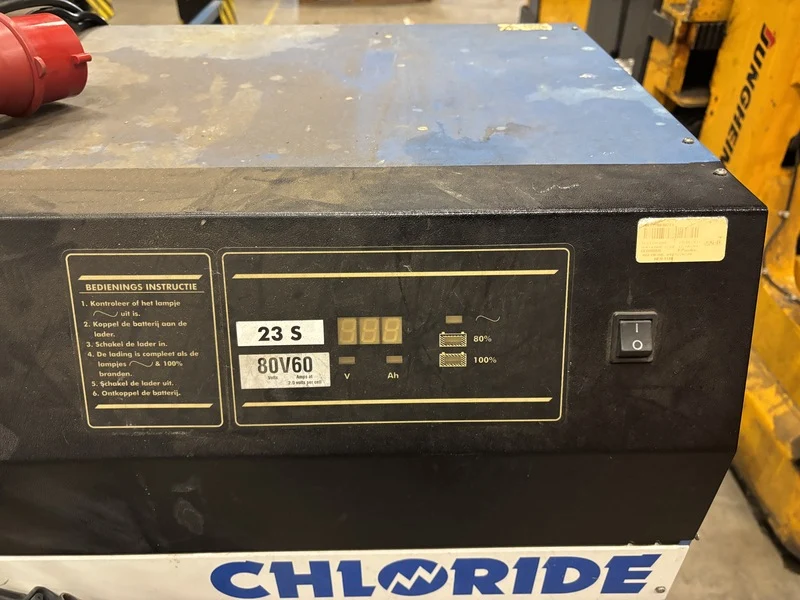 JUNGHEIN
BEDIENINGS INSTRUCTIE
1. Kontroleer of het lampje
uit is.
2. Koppel de batterij aan de
lader.
3. Schakel de lader in.
4. De lading is compleet als de
lampjes & 100%
branden.
5. Schakel de lader uit.
6. Ontkoppel de batterij.
23 S
80V60
Volts Amps at
2.0 volts per cell
V Ah
80%
100%
I
O
CHLORIDE